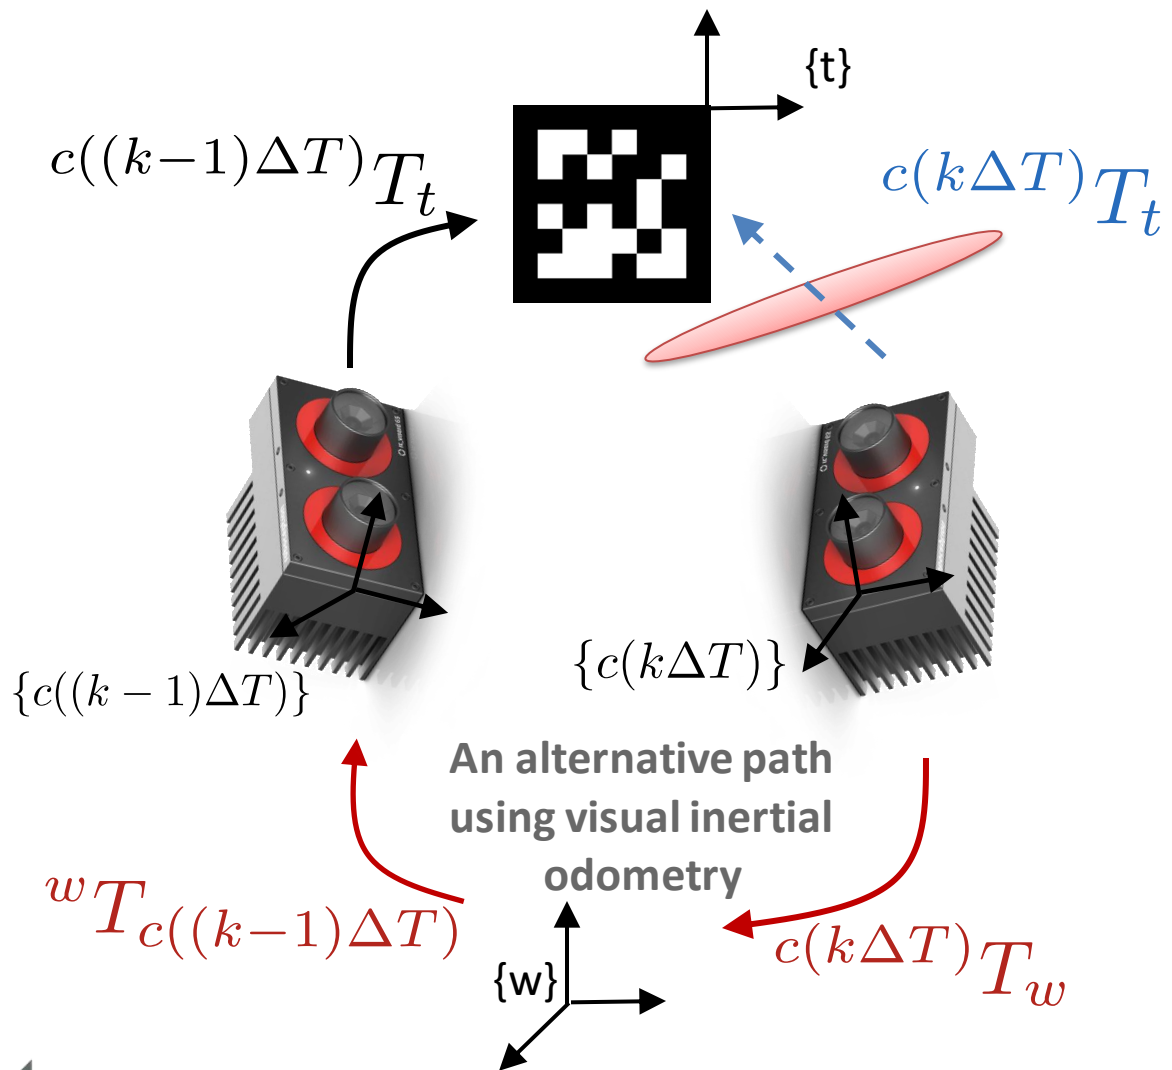 {t}
c((k−1)ΔT)T_t
c(kΔT)T_t
{c((k − 1)ΔT)}
{c(kΔT)}
An alternative path
using visual inertial
odometry
wT_c((k−1)ΔT)
c(kΔT)T_w
{w}